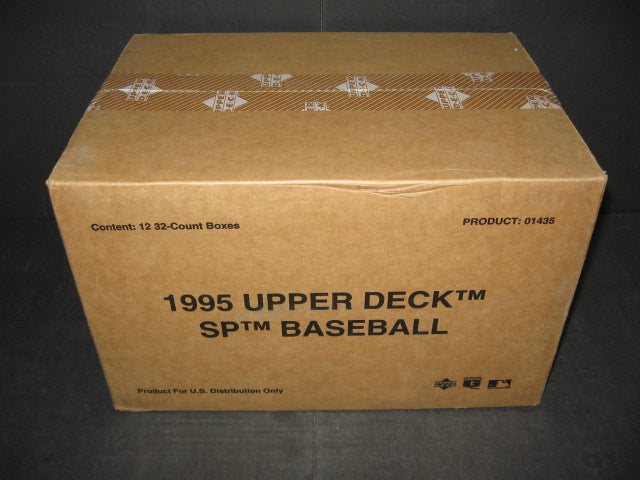 Content: 12 32-Count Boxes
PRODUCT: 01435
1995 UPPER DECK™
SP™ BASEBALL
Product For U.S. Distribution Only